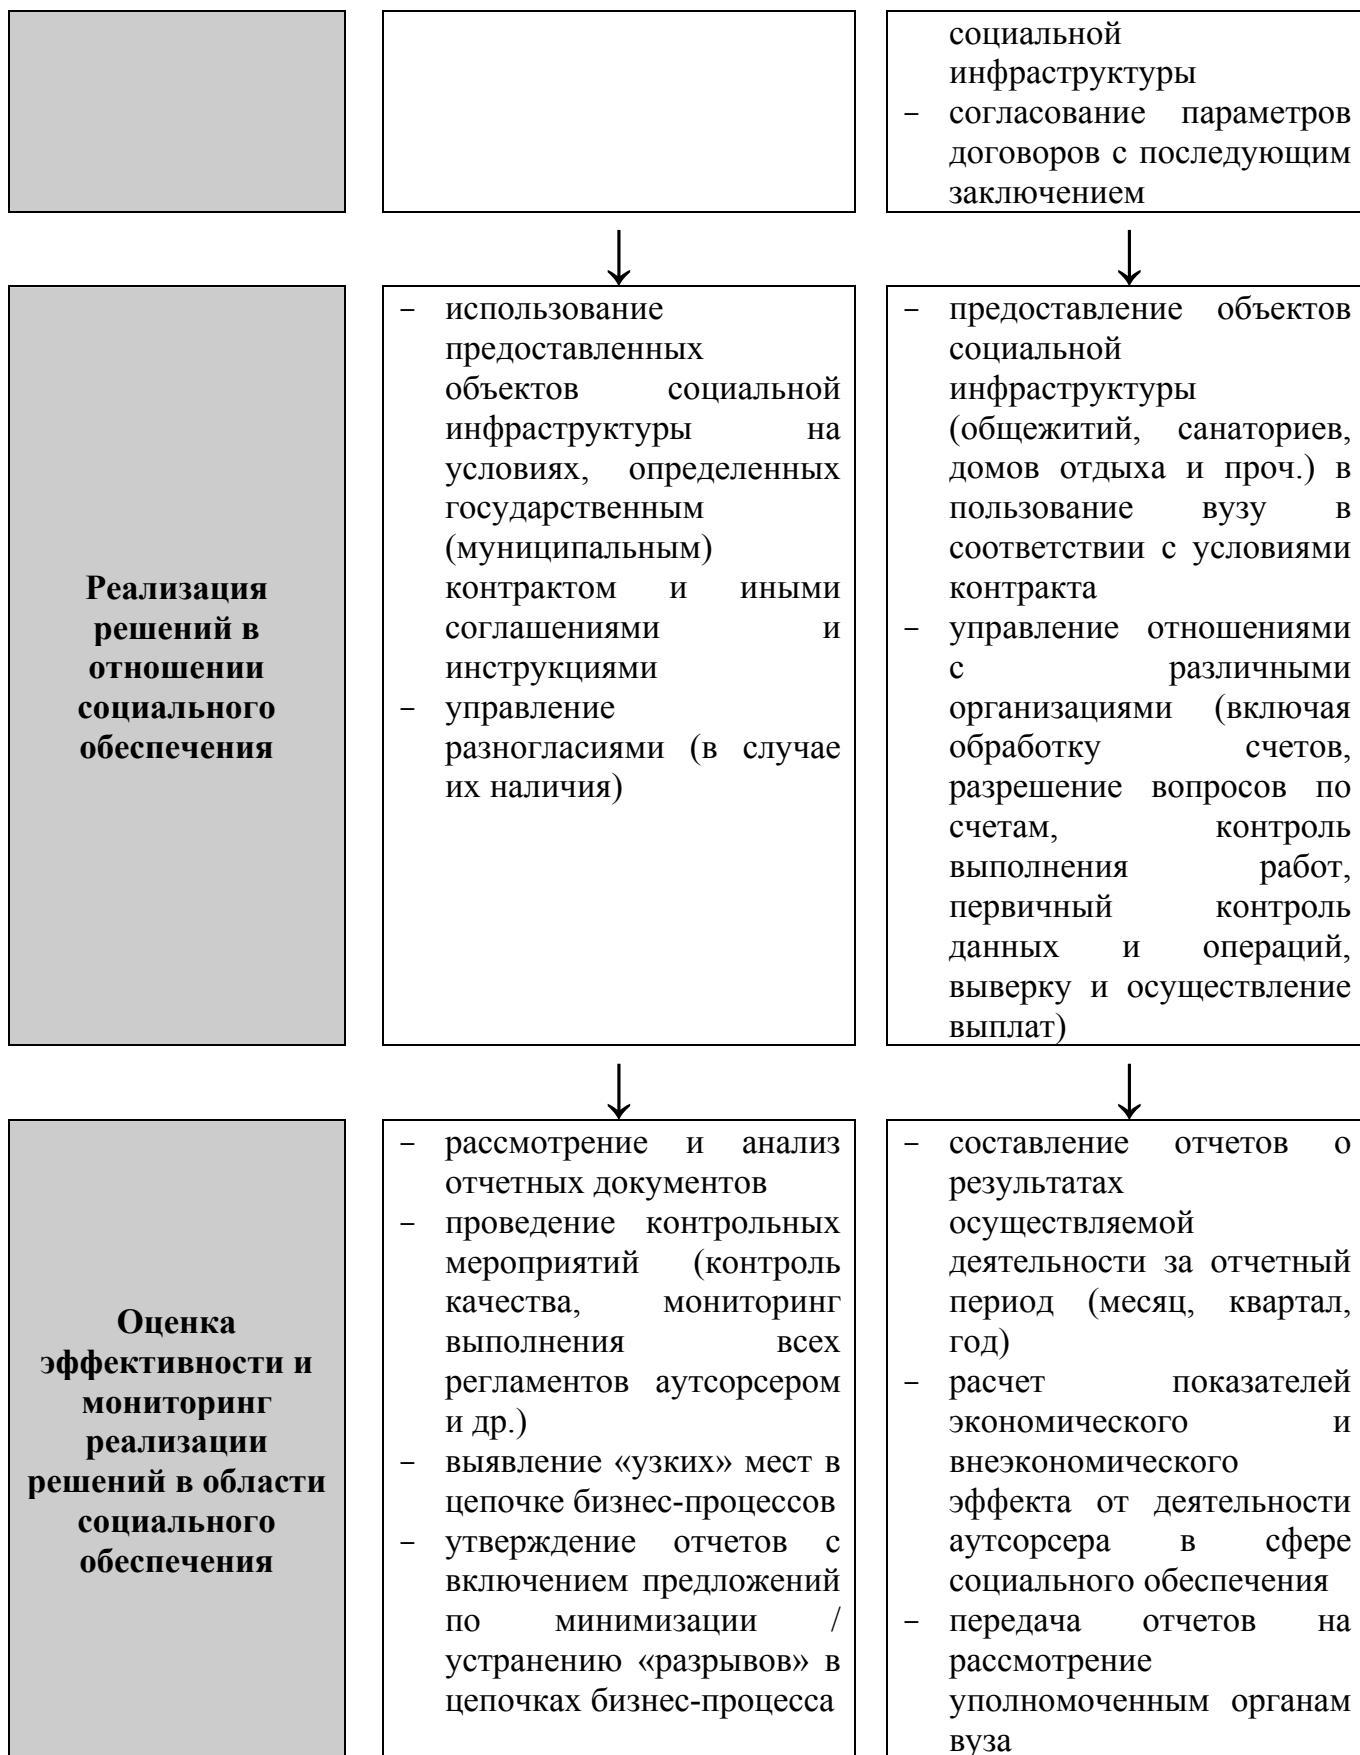 социальной
инфраструктуры
- согласование параметров
договоров с последующим
заключением
Реализация
решений в
отношении
социального
обеспечения
- использование
предоставленных
объектов социальной
инфраструктуры на
условиях, определенных
государственным
(муниципальным)
контрактом и иными
соглашениями и
инструкциями
- управление
разногласиями (в случае
их наличия)
- предоставление объектов
социальной
инфраструктуры
(общежитий, санаториев,
домов отдыха и проч.) в
пользование вузу в
соответствии с условиями
контракта
- управление отношениями
с различными
организациями (включая
обработку счетов,
разрешение вопросов по
счетам, контроль
выполнения работ,
первичный контроль
данных и операций,
выверку и осуществление
выплат)
Оценка
эффективности и
мониторинг
реализации
решений в области
социального
обеспечения
- рассмотрение и анализ
отчетных документов
- проведение контрольных
мероприятий (контроль
качества, мониторинг
выполнения всех
регламентов аутсорсером
и др.)
- выявление «узких» мест в
цепочке бизнес-процессов
- утверждение отчетов с
включением предложений
по минимизации /
устранению «разрывов» в
цепочках бизнес-процесса
- составление отчетов о
результатах
осуществляемой
деятельности за отчетный
период (месяц, квартал,
год)
- расчет показателей
экономического и
внеэкономического
эффекта от деятельности
аутсорсера в сфере
социального обеспечения
- передача отчетов на
рассмотрение
уполномоченным органам
вуза